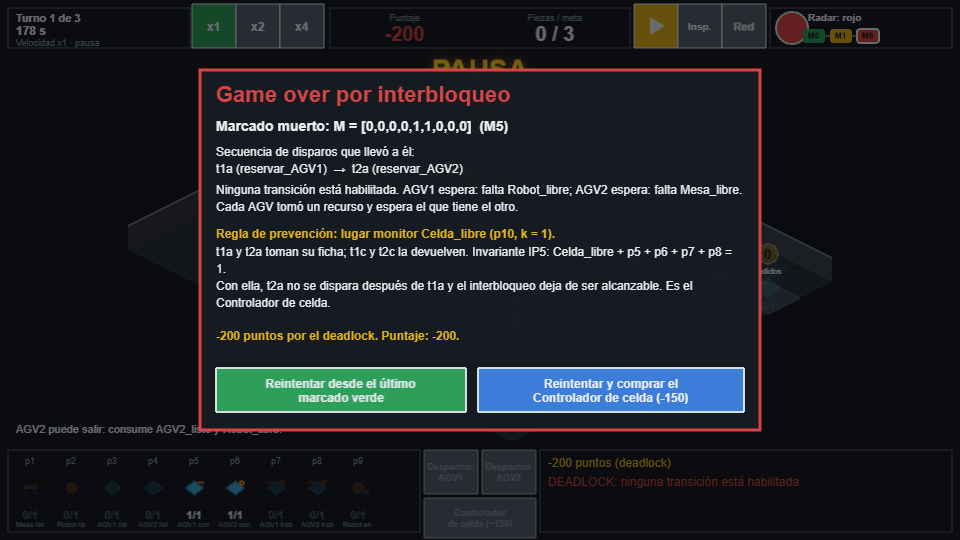 Turno 1 de 3
178 s
Velocidad x1 · pausa
x1
x2
x4
Puntaje
-200
Piezas / meta
0 / 3
Insp.
Red
Radar: rojo
M0
M1
M5
PAUSA
Game over por interbloqueo
Marcado muerto: M = [0,0,0,0,1,1,0,0,0] (M5)
Secuencia de disparos que llevó a él:
t1a (reservar_AGV1) → t2a (reservar_AGV2)
Ninguna transición está habilitada. AGV1 espera: falta Robot_libre; AGV2 espera: falta Mesa_libre.
Cada AGV tomó un recurso y espera el que tiene el otro.
Regla de prevención: lugar monitor Celda_libre (p10, k = 1).
t1a y t2a toman su ficha; t1c y t2c la devuelven. Invariante IP5: Celda_libre + p5 + p6 + p7 + p8 =
1.
Con ella, t2a no se dispara después de t1a y el interbloqueo deja de ser alcanzable. Es el
Controlador de celda.
-200 puntos por el deadlock. Puntaje: -200.
Reintentar desde el último
marcado verde
Reintentar y comprar el
Controlador de celda (-150)
AGV2 puede salir: consume
p1 p2 p3 p4 p5 p6 p7 p8 p9
0/1 0/1 0/1 0/1 1/1 1/1 0/1 0/1 0/1
Mesa libr Robot lib AGV1 list AGV2 list AGV1 con AGV2 con AGV1 trab AGV2 trab Robot en
Despachar
AGV1
Despachar
AGV2
Controlador
de celda (-150)
-200 puntos (deadlock)
DEADLOCK: ninguna transición está habilitada.